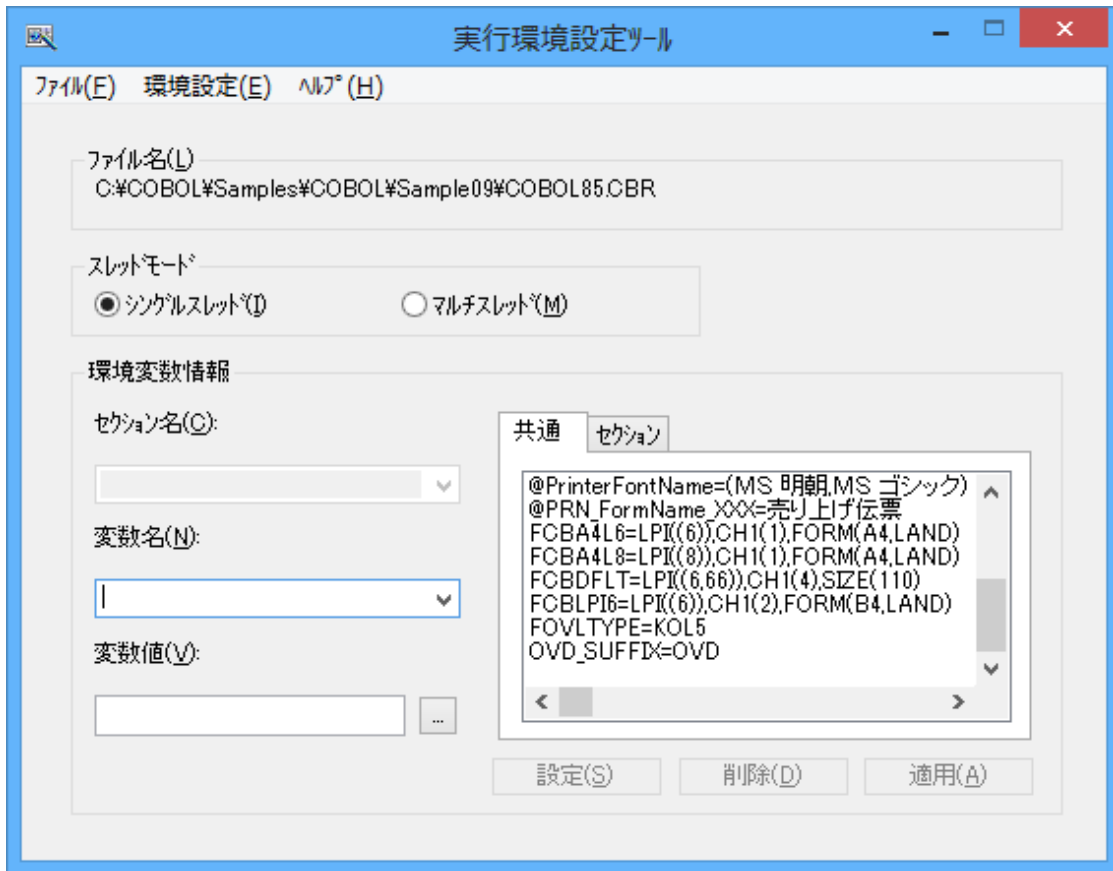 実行環境設定ﾂｰﾙ
ﾌｧｲﾙ(F) 環境設定(E) ﾍﾙﾌﾟ(H)
ﾌｧｲﾙ名(L)
C:¥COBOL¥Samples¥COBOL¥Sample09¥COBOL85.CBR
ｽﾚｯﾄﾞﾓｰﾄﾞ
ｼﾝｸﾞﾙｽﾚｯﾄﾞ(I) ﾏﾙﾁｽﾚｯﾄﾞ(M)
環境変数情報
ｾｸｼｮﾝ名(C):
変数名(N):
変数値(V):
...
共通 ｾｸｼｮﾝ
@PrinterFontName=(MS 明朝,MS ゴシック)
@PRN_FormName_XXX=売り上げ伝票
FCBA4L6=LPI((6)),CH1(1),FORM(A4,LAND)
FCBA4L8=LPI((8)),CH1(1),FORM(A4,LAND)
FCBDFLT=LPI((6,66)),CH1(4),SIZE(110)
FCBLPI6=LPI((6)),CH1(2),FORM(B4,LAND)
FOVLTYPE=KOL5
OVD_SUFFIX=OVD
設定(S) 削除(D) 適用(A)